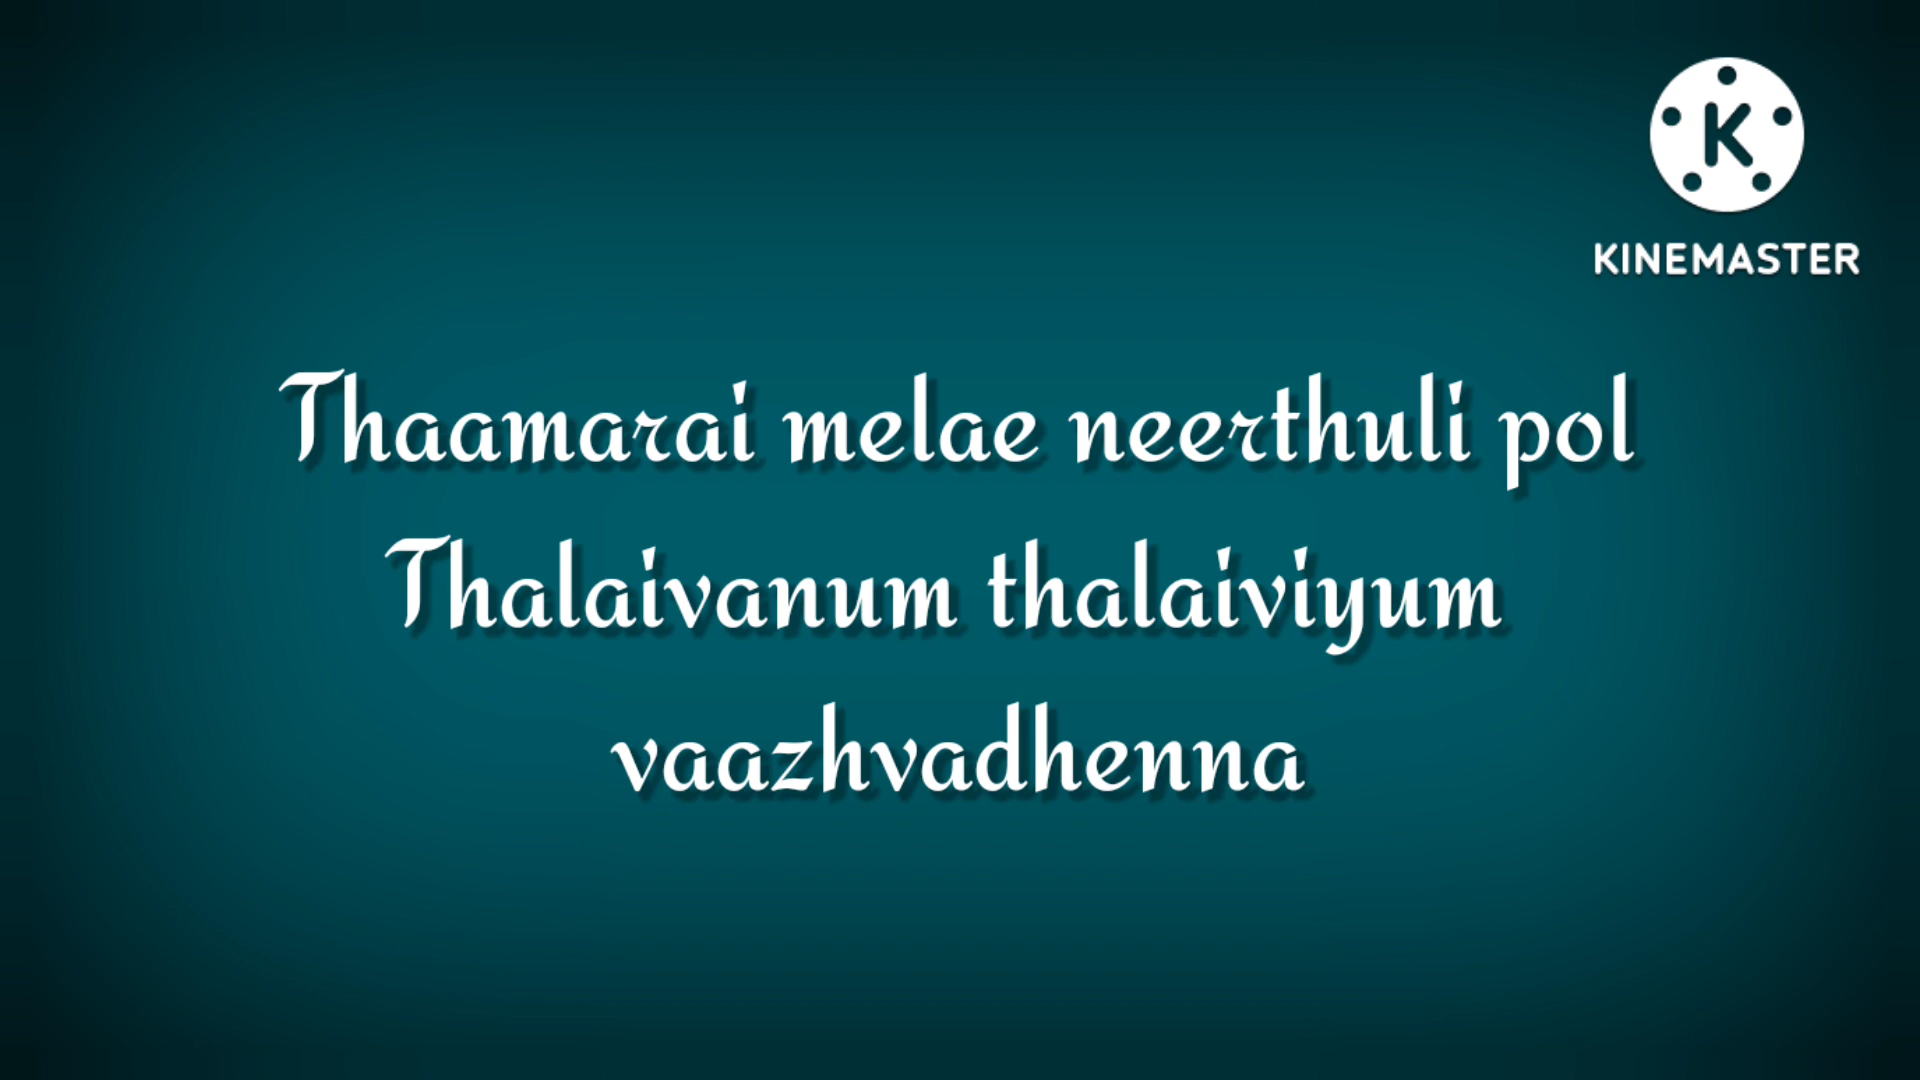 K
KINEMASTER
Thaamarai melae neerthuli pol
Thalaivanum thalaiviyum
vaazhvadhenna